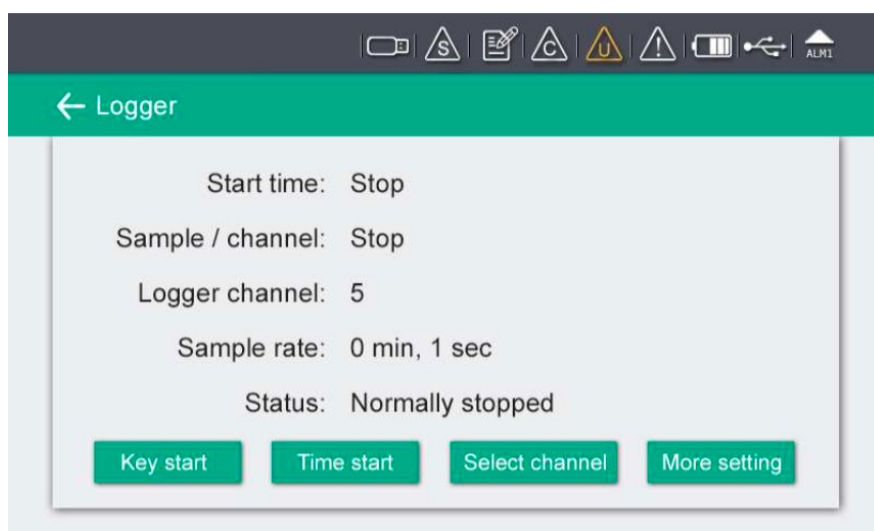 S C U ! ALM1
Logger
Start time: Stop
Sample / channel: Stop
Logger channel: 5
Sample rate: 0 min, 1 sec
Status: Normally stopped
Key start Time start Select channel More setting